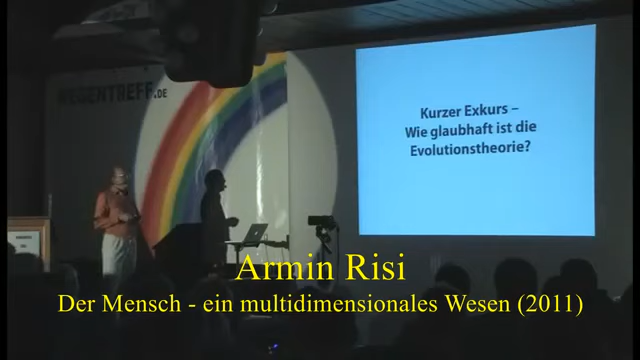 REGENTREFF.DE
Kurzer Exkurs –
Wie glaubhaft ist die
Evolutionstheorie?
Armin Risi
Der Mensch - ein multidimensionales Wesen (2011)